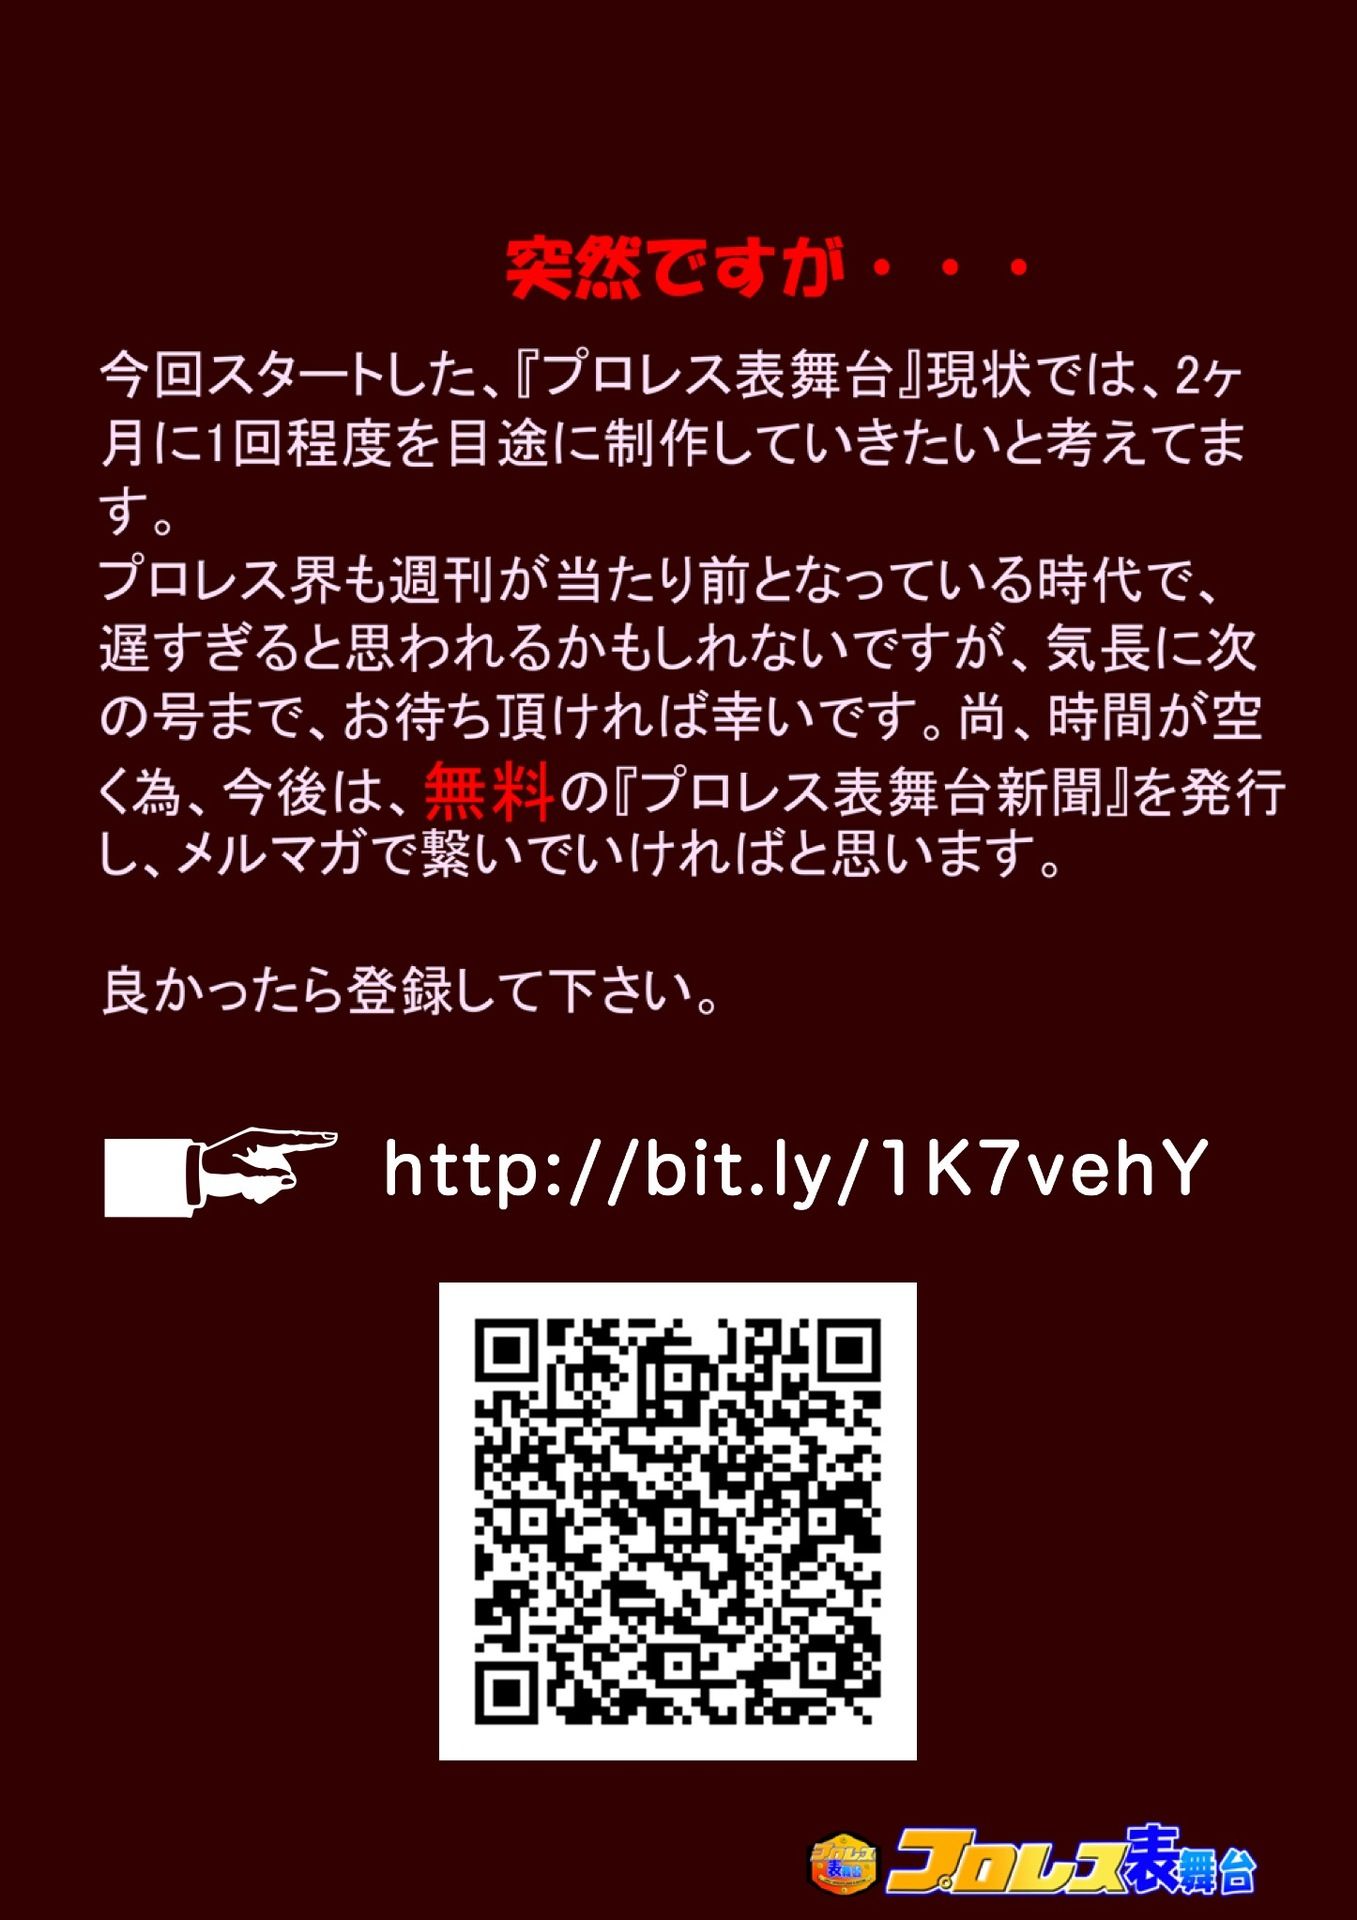 突然ですが・・・
今回スタートした、『プロレス表舞台』現状では、2ヶ
月に1回程度を目途に制作していきたいと考えてま
す。
プロレス界も週刊が当たり前となっている時代で、
遅すぎると思われるかもしれないですが、気長に次
の号まで、お待ち頂ければ幸いです。尚、時間が空
く為、今後は、無料の『プロレス表舞台新聞』を発行
し、メルマガで繋いでいければと思います。
良かったら登録して下さい。
http://bit.ly/1K7vehY
プロレス
表舞台
プロレス表舞台